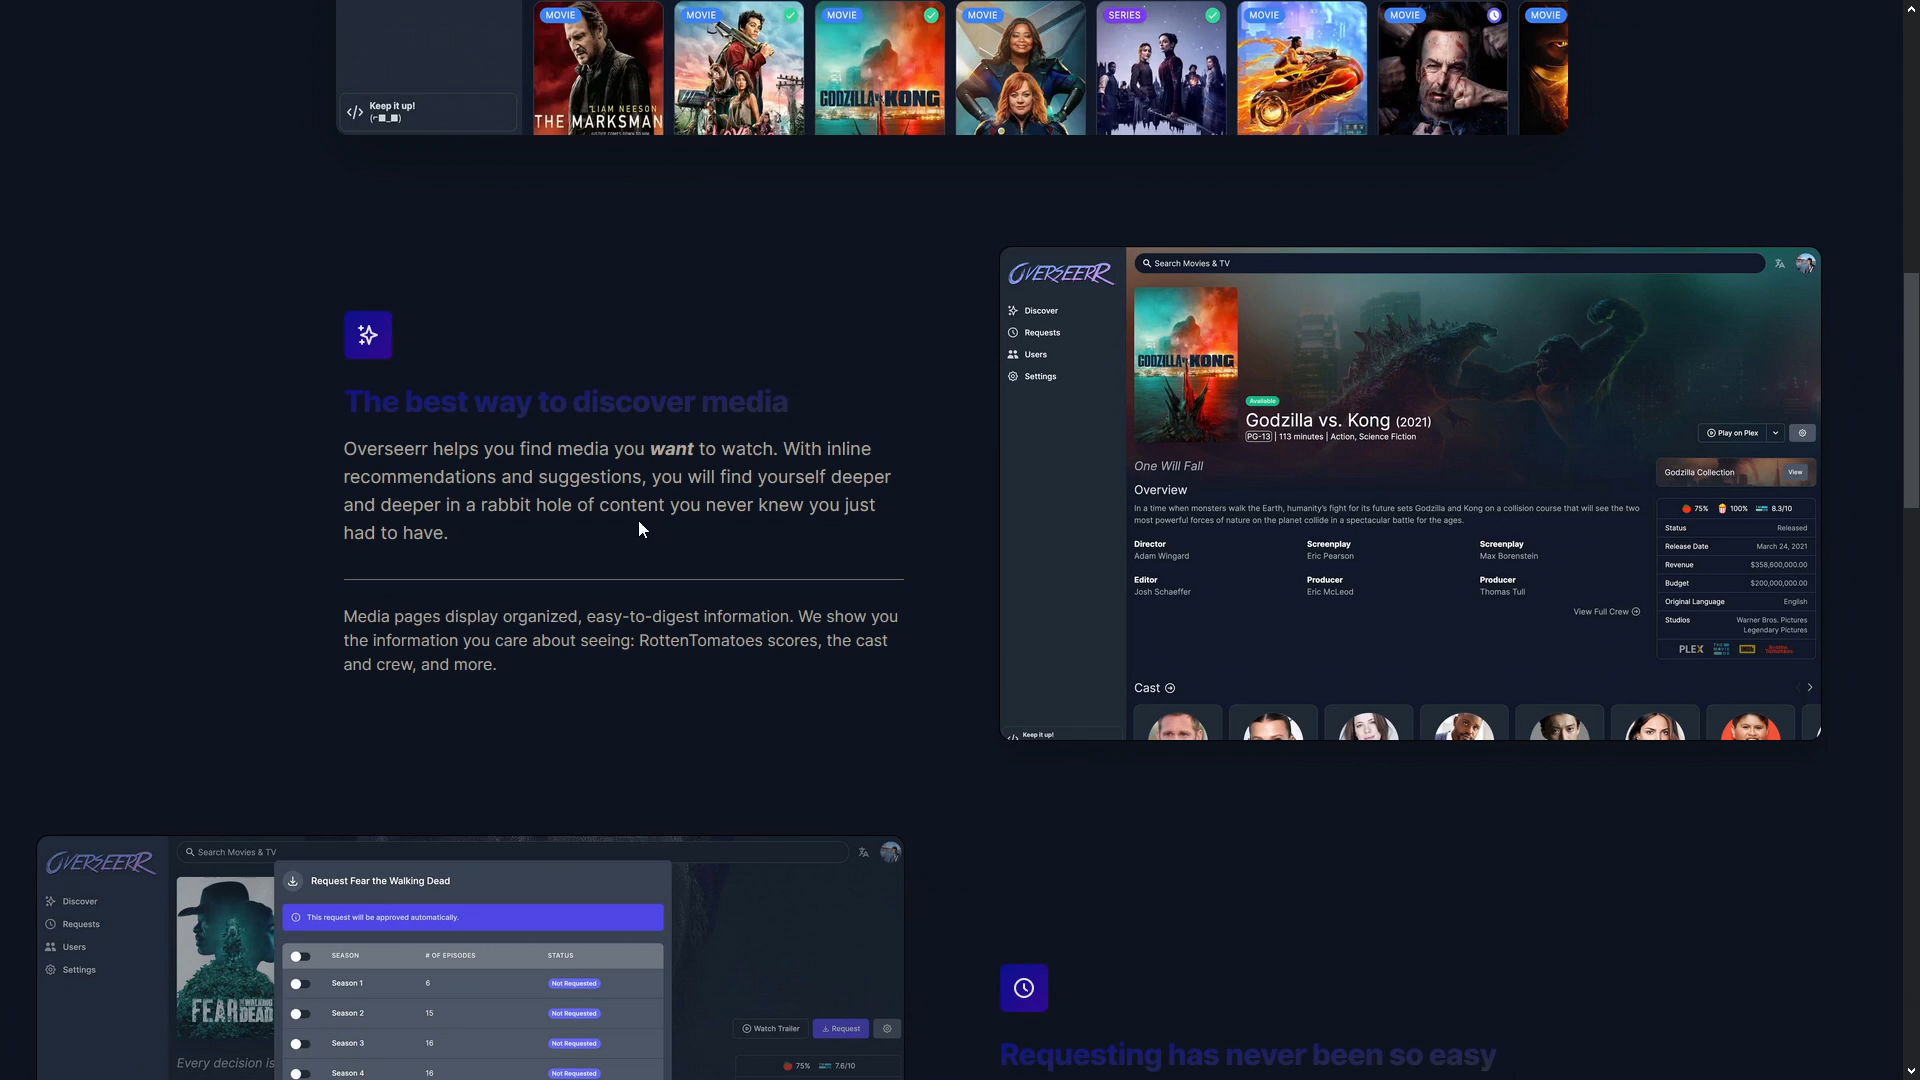 MOVIE
MOVIE
MOVIE
MOVIE
SERIES
MOVIE
MOVIE
MOVIE
Keep it up!
(⌐■_■)
LIAM NEESON
THE MARKSMAN
GODZILLA KONG
The best way to discover media
Overseerr helps you find media you want to watch. With inline
recommendations and suggestions, you will find yourself deeper
and deeper in a rabbit hole of content you never knew you just
had to have.
Media pages display organized, easy-to-digest information. We show you
the information you care about seeing: RottenTomatoes scores, the cast
and crew, and more.
OVERSEERR
Search Movies & TV
Discover
Requests
Users
Settings
GODZILLA KONG
Available
Godzilla vs. Kong (2021)
PG-13 | 113 minutes | Action, Science Fiction
Play on Plex
One Will Fall
Godzilla Collection
View
Overview
In a time when monsters walk the Earth, humanity's fight for its future sets Godzilla and Kong on a collision course that will see the two
most powerful forces of nature on the planet collide in a spectacular battle for the ages.
Director
Adam Wingard
Screenplay
Eric Pearson
Screenplay
Max Borenstein
Editor
Josh Schaeffer
Producer
Eric McLeod
Producer
Thomas Tull
View Full Crew
75% 100% 8.3/10
Status Released
Release Date March 24, 2021
Revenue $358,600,000.00
Budget $200,000,000.00
Original Language English
Studios Warner Bros. Pictures
Legendary Pictures
PLEX
Cast
Keep it up!
OVERSEERR
Search Movies & TV
Discover
Requests
Users
Settings
FEAR THE WALKING DEAD
Every decision is
Request Fear the Walking Dead
This request will be approved automatically.
SEASON # OF EPISODES STATUS
Season 1 6 Not Requested
Season 2 15 Not Requested
Season 3 16 Not Requested
Season 4 16 Not Requested
Watch Trailer
Request
75% 7.6/10
Requesting has never been so easy